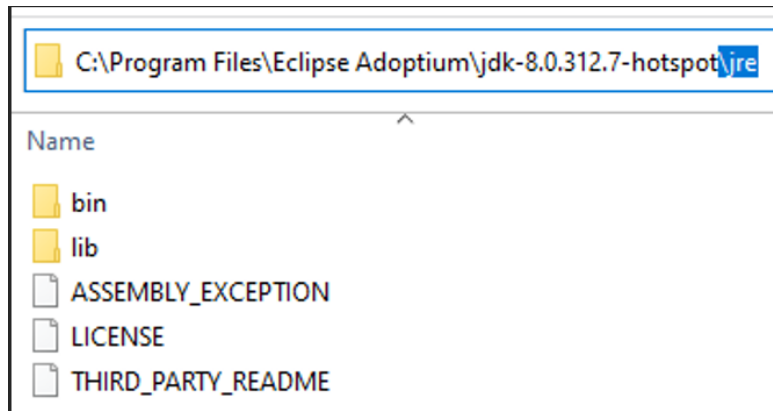 C:\Program Files\Eclipse Adoptium\jdk-8.0.312.7-hotspot\jre
Name
bin
lib
ASSEMBLY_EXCEPTION
LICENSE
THIRD_PARTY_README